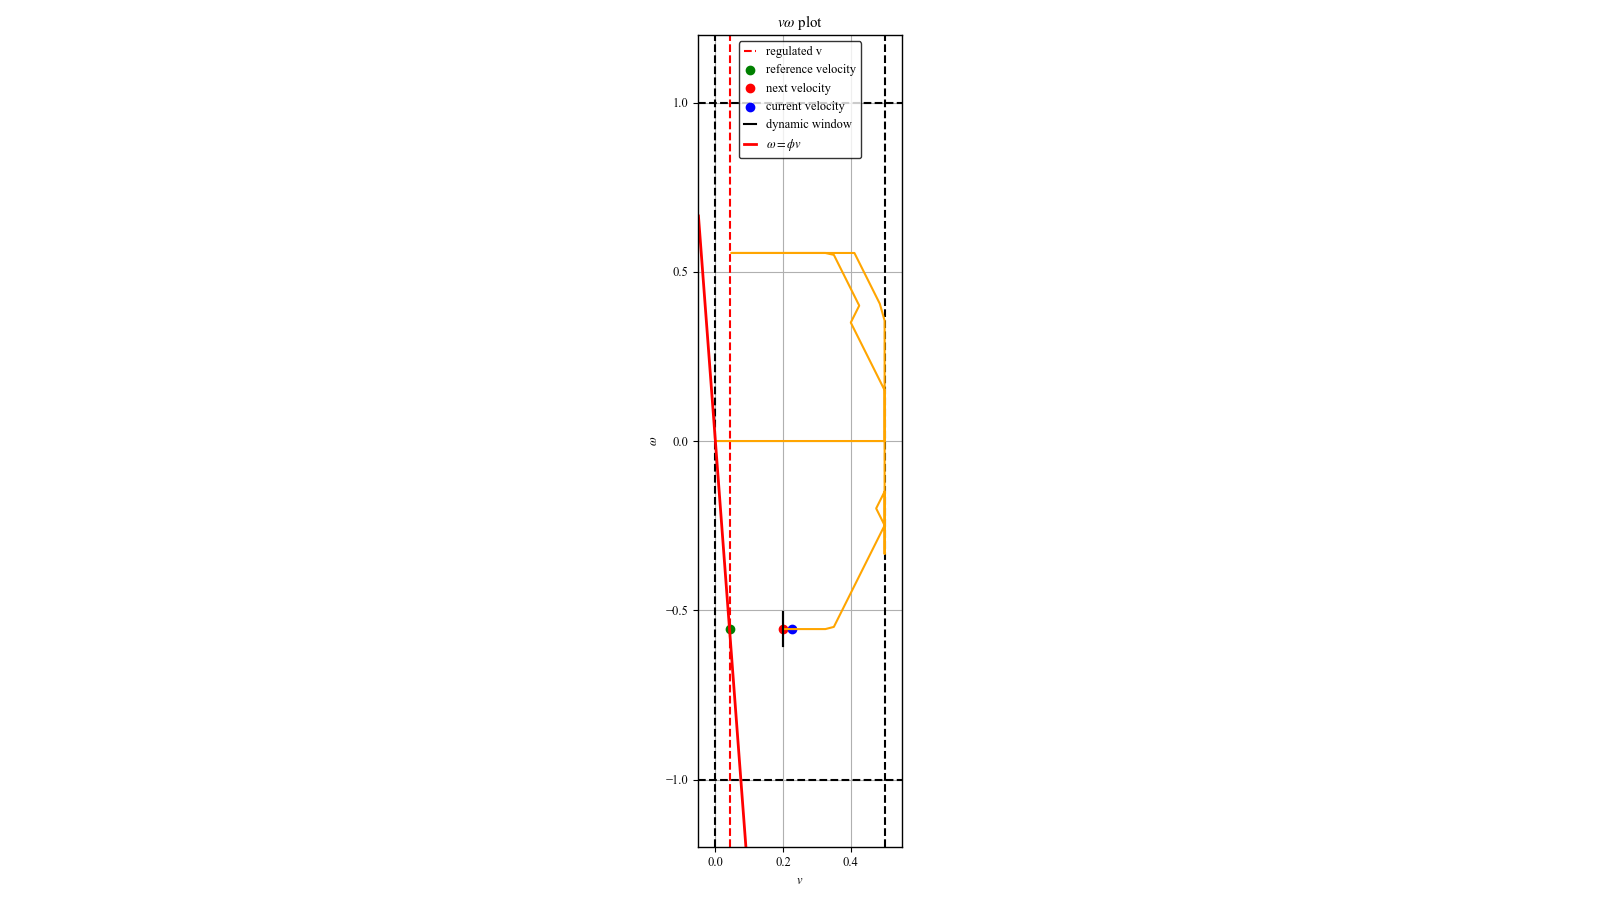 vω plot
regulated v
reference velocity
next velocity
current velocity
dynamic window
ω = ϕv
1.0
0.5
0.0
−0.5
−1.0
ω
0.0 0.2 0.4
v